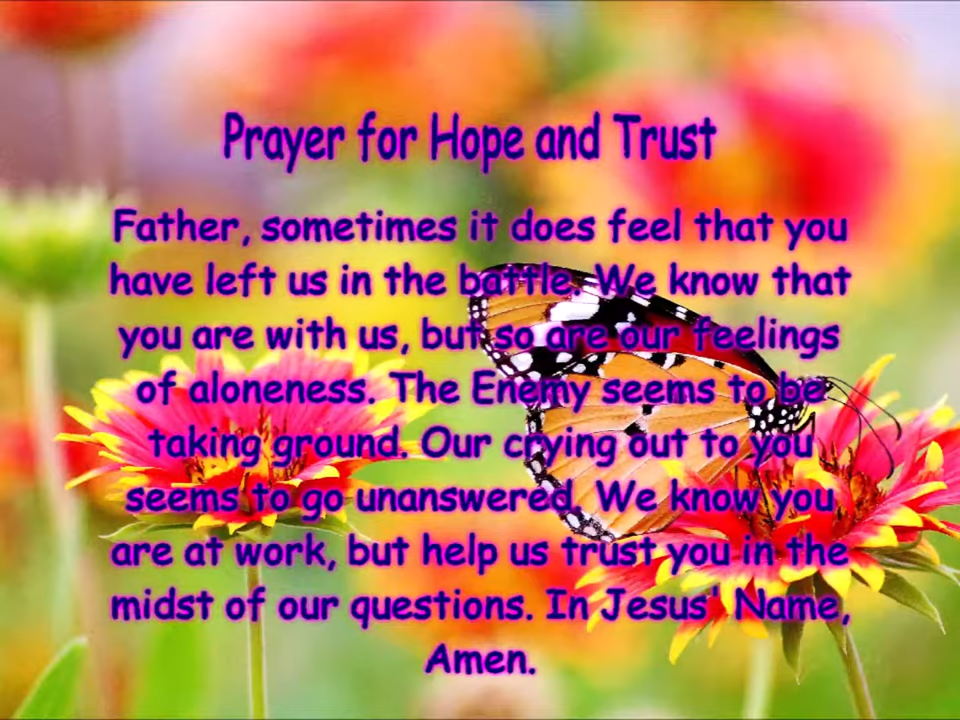 Prayer for Hope and Trust
Father, sometimes it does feel that you
have left us in the battle. We know that
you are with us, but so are our feelings
of aloneness. The Enemy seems to be
taking ground. Our crying out to you
seems to go unanswered. We know you
are at work, but help us trust you in the
midst of our questions. In Jesus' Name,
Amen.